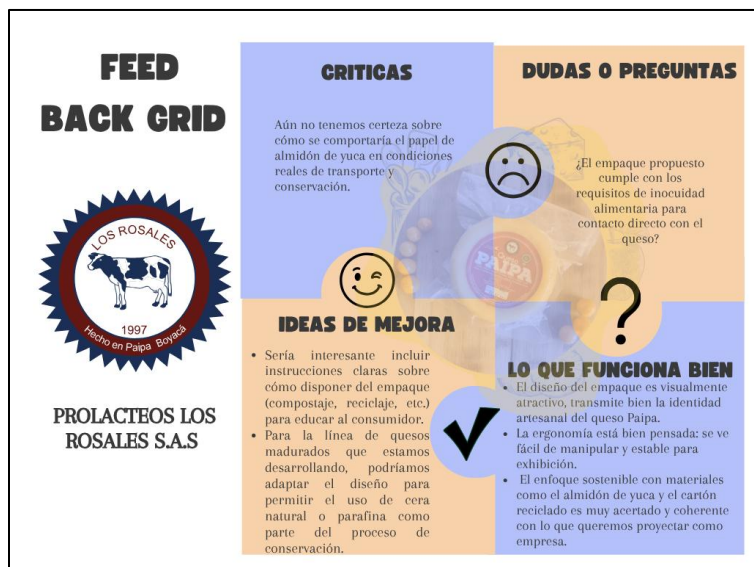 FEED
BACK GRID
LOS ROSALES
1997
Hecho en Paipa Boyacá
PROLACTEOS LOS
ROSALES S.A.S
CRITICAS
Aún no tenemos certeza sobre
cómo se comportaría el papel de
almidón de yuca en condiciones
reales de transporte y
conservación.
DUDAS O PREGUNTAS
¿El empaque propuesto
cumple con los
requisitos de inocuidad
alimentaria para
contacto directo con el
queso?
PAIPA
IDEAS DE MEJORA
• Sería interesante incluir
instrucciones claras sobre
cómo disponer del empaque
(compostaje, reciclaje, etc.)
para educar al consumidor.
• Para la línea de quesos
madurados que estamos
desarrollando, podríamos
adaptar el diseño para
permitir el uso de cera
natural o parafina como
parte del proceso de
conservación.
?
LO QUE FUNCIONA BIEN
• El diseño del empaque es visualmente
atractivo, transmite bien la identidad
artesanal del queso Paipa.
• La ergonomía está bien pensada: se ve
fácil de manipular y estable para
exhibición.
• El enfoque sostenible con materiales
como el almidón de yuca y el cartón
reciclado es muy acertado y coherente
con lo que queremos proyectar como
empresa.